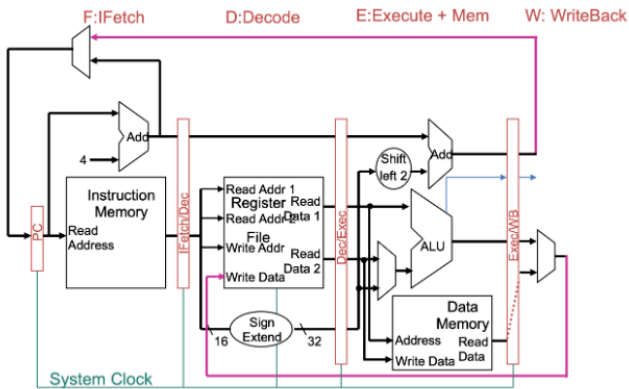 F:IFetch
D:Decode
E:Execute + Mem
W: WriteBack
Add
4
Shift
left 2
Add
PC
Instruction
Memory
Read
Address
IFetch/Dec
Read Addr 1
Register
Read Addr 2
File
Write Addr
Write Data
Read
Data 1
Read
Data 2
Dec/Exec
ALU
Exec/WB
Data
Memory
Address
Write Data
Read
Data
16
Sign
Extend
32
System Clock